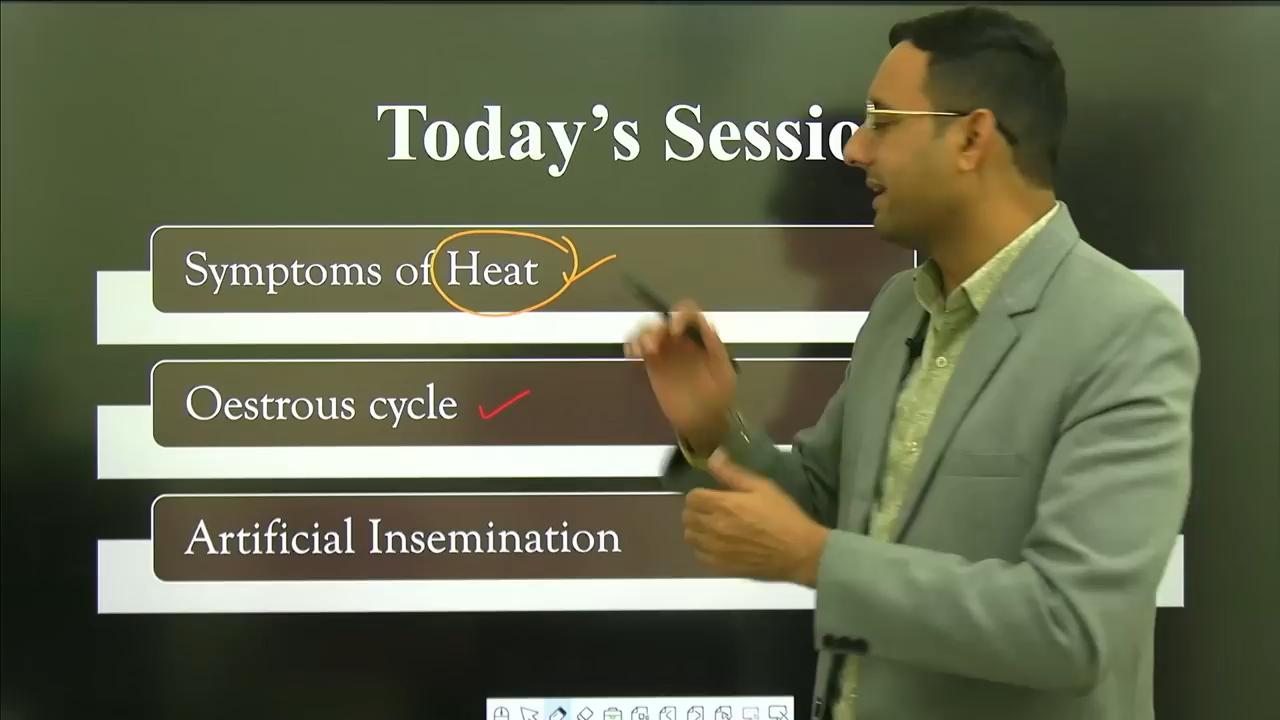 Today's Sessio
Symptoms of Heat
Oestrous cycle
Artificial Insemination